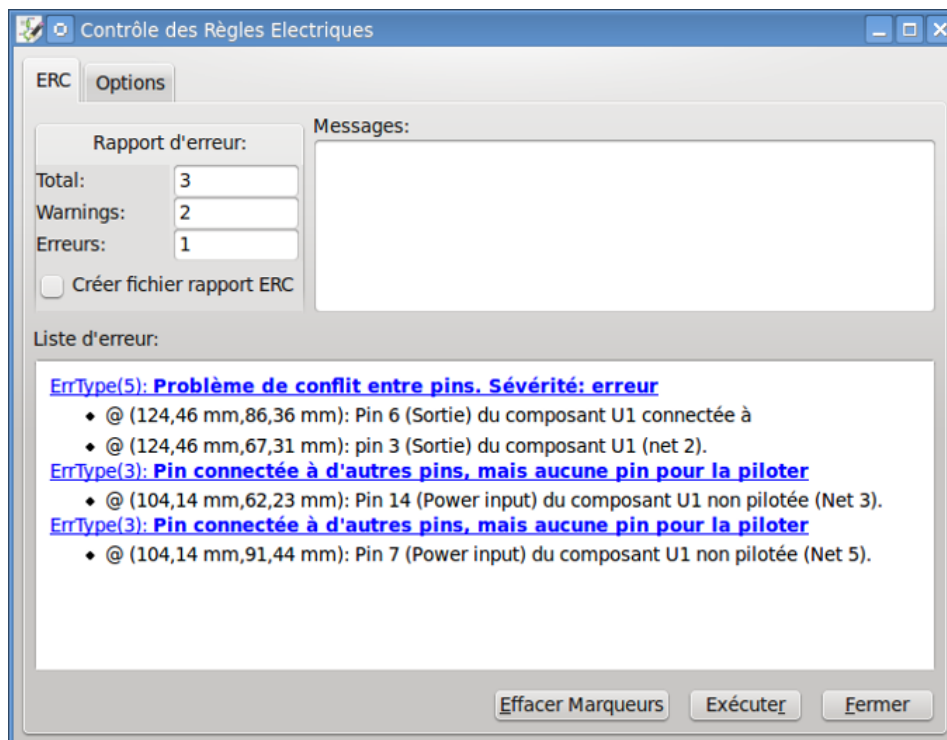 Contrôle des Règles Electriques
ERC Options
Rapport d'erreur:
Messages:
Total: 3
Warnings: 2
Erreurs: 1
Créer fichier rapport ERC
Liste d'erreur:
ErrType(5): Problème de conflit entre pins. Sévérité: erreur
• @ (124,46 mm,86,36 mm): Pin 6 (Sortie) du composant U1 connectée à
• @ (124,46 mm,67,31 mm): pin 3 (Sortie) du composant U1 (net 2).
ErrType(3): Pin connectée à d'autres pins, mais aucune pin pour la piloter
• @ (104,14 mm,62,23 mm): Pin 14 (Power input) du composant U1 non pilotée (Net 3).
ErrType(3): Pin connectée à d'autres pins, mais aucune pin pour la piloter
• @ (104,14 mm,91,44 mm): Pin 7 (Power input) du composant U1 non pilotée (Net 5).
Effacer Marqueurs Exécuter Fermer